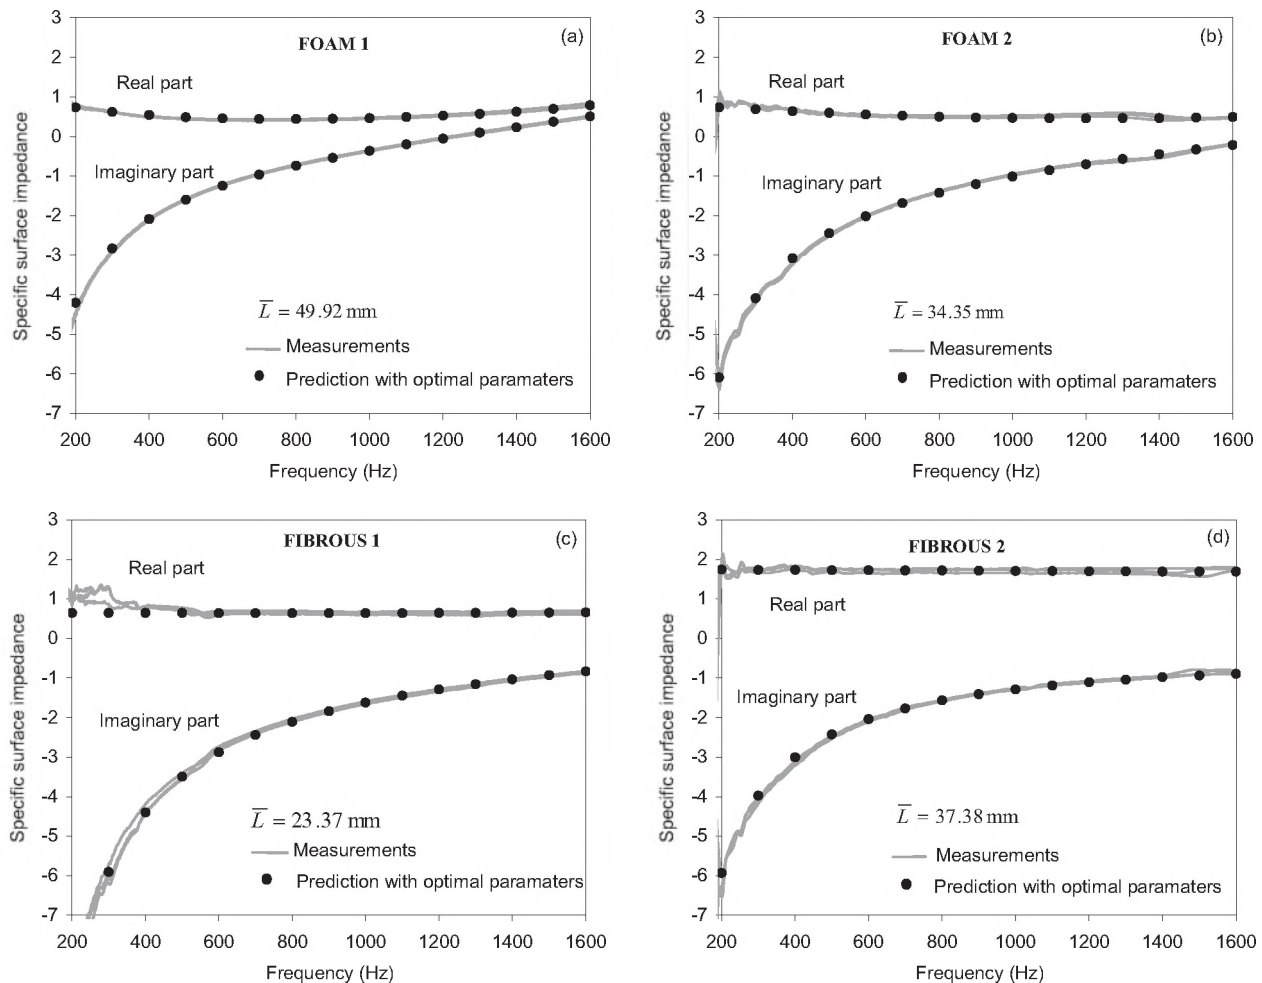 (a)
FOAM 1
Real part
Imaginary part
L̅ = 49.92 mm
Measurements
Prediction with optimal paramaters
Specific surface impedance
3
2
1
0
-1
-2
-3
-4
-5
-6
-7
200 400 600 800 1000 1200 1400 1600
Frequency (Hz)
(b)
FOAM 2
Real part
Imaginary part
L̅ = 34.35 mm
Measurements
Prediction with optimal paramaters
Specific surface impedance
3
2
1
0
-1
-2
-3
-4
-5
-6
-7
200 400 600 800 1000 1200 1400 1600
Frequency (Hz)
(c)
FIBROUS 1
Real part
Imaginary part
L̅ = 23.37 mm
Measurements
Prediction with optimal paramaters
Specific surface impedance
3
2
1
0
-1
-2
-3
-4
-5
-6
-7
200 400 600 800 1000 1200 1400 1600
Frequency (Hz)
(d)
FIBROUS 2
Real part
Imaginary part
L̅ = 37.38 mm
Measurements
Prediction with optimal paramaters
Specific surface impedance
3
2
1
0
-1
-2
-3
-4
-5
-6
-7
200 400 600 800 1000 1200 1400 1600
Frequency (Hz)